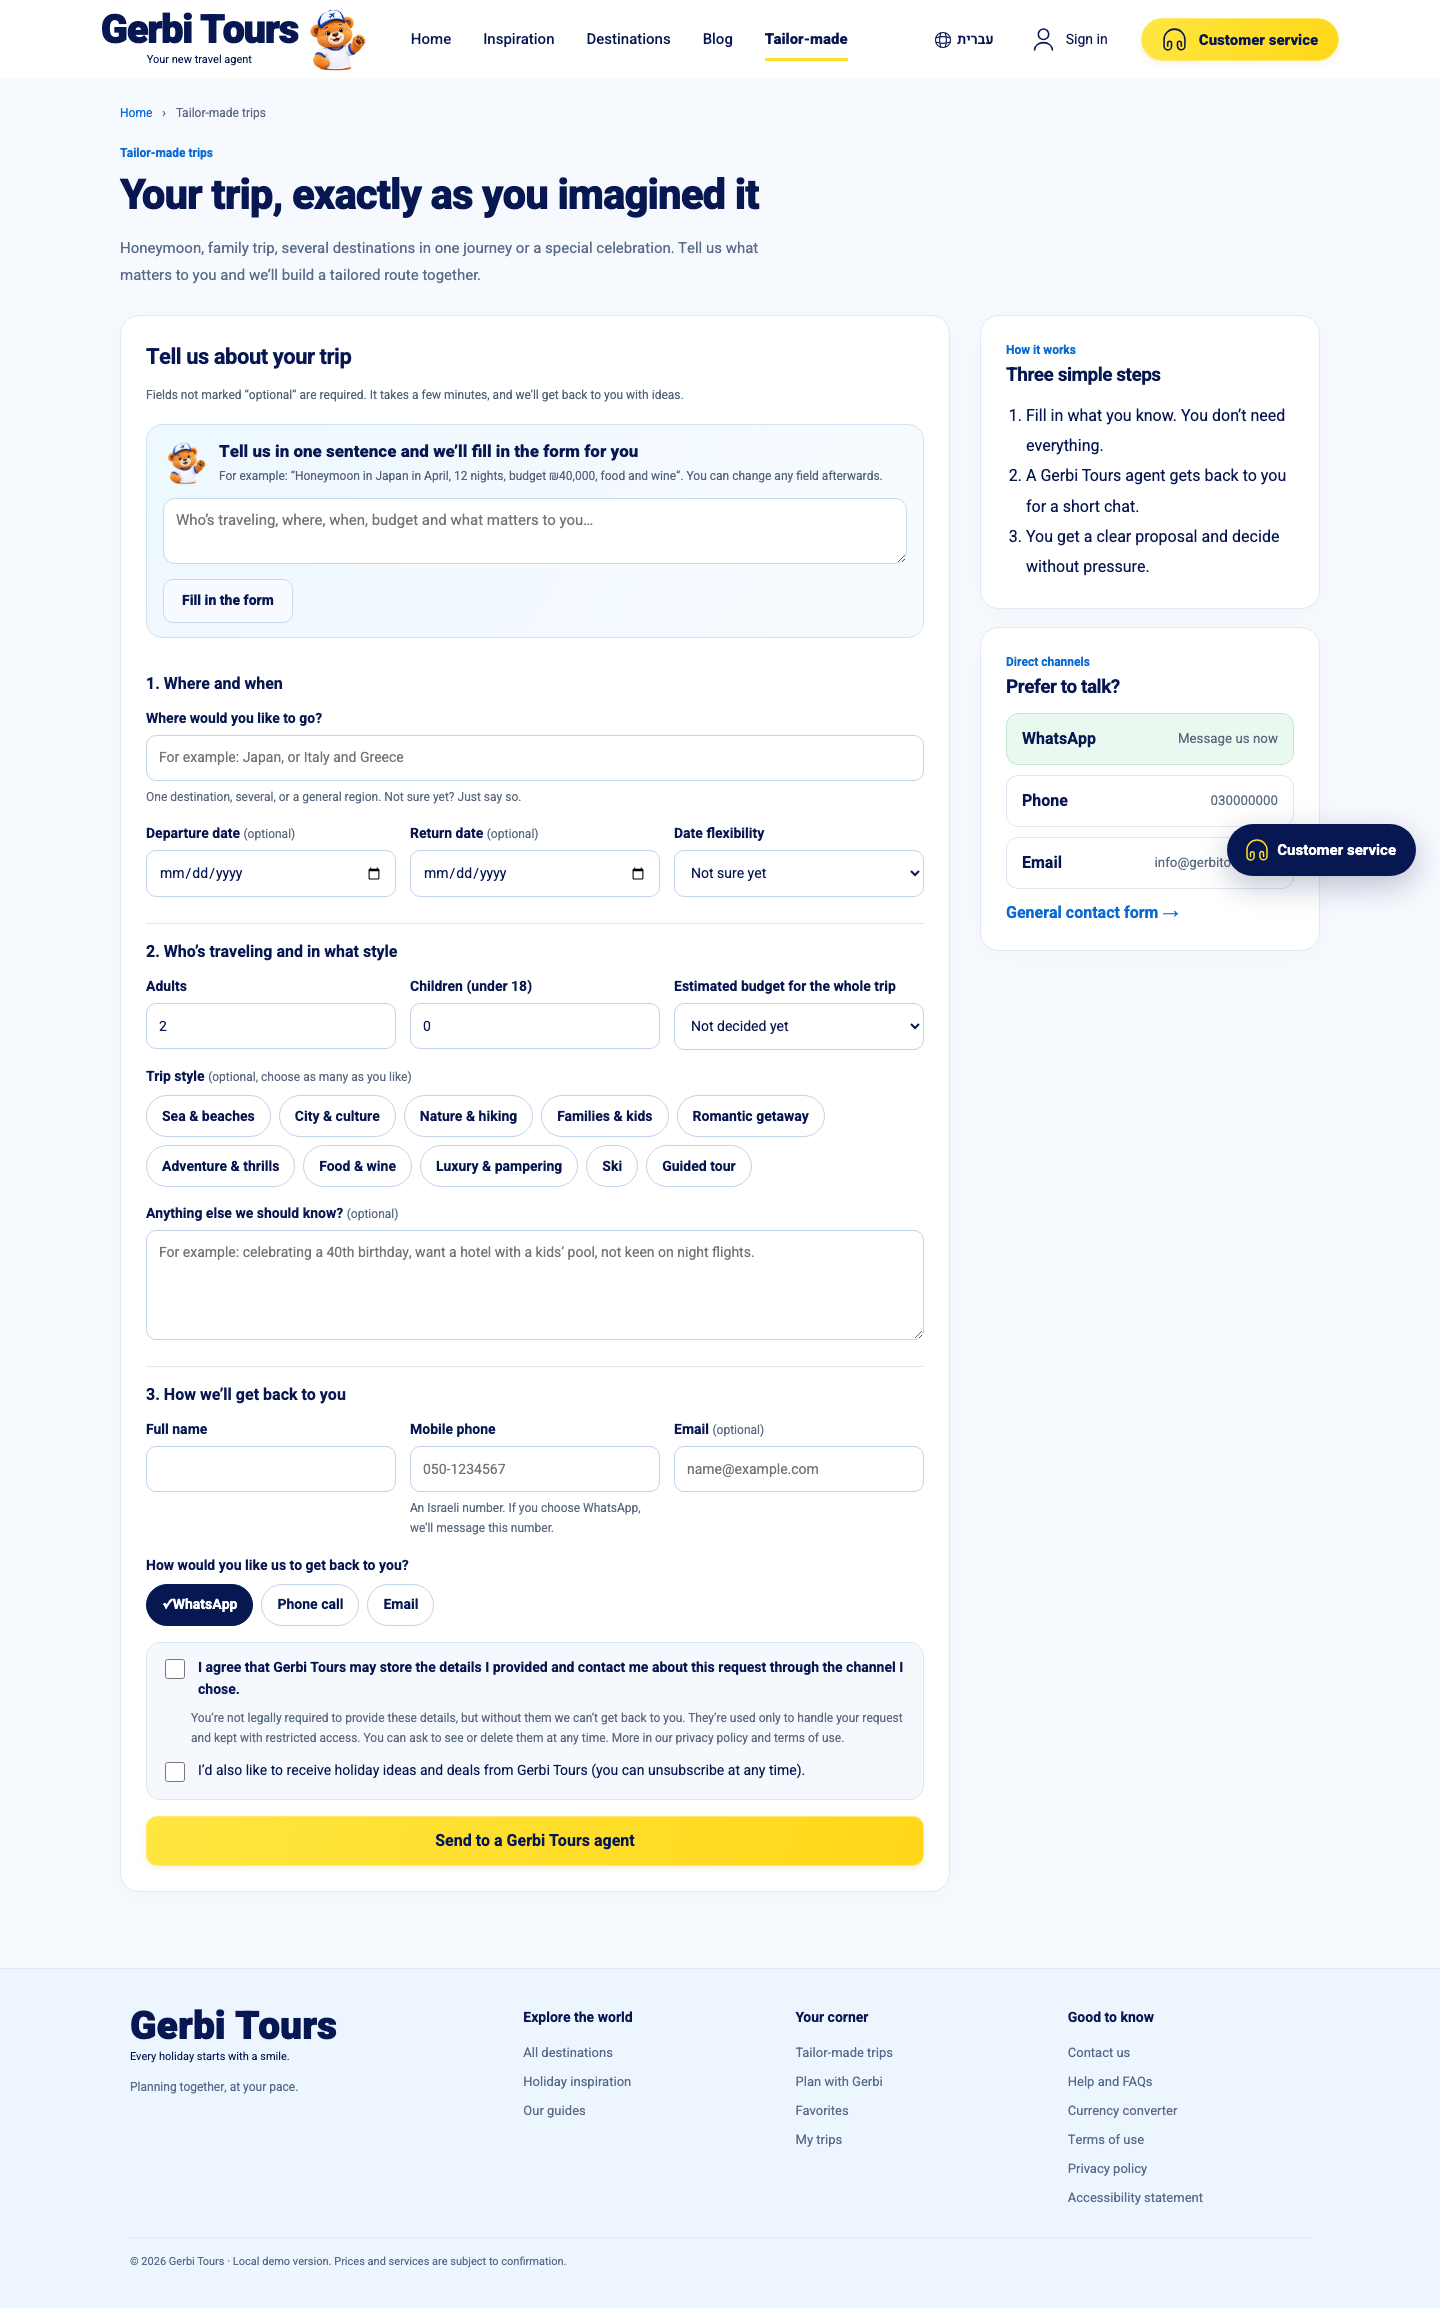 Gerbi Tours
Your new travel agent
Home
Inspiration
Destinations
Blog
Tailor-made
עברית
Sign in
Customer service
Home › Tailor-made trips
Tailor-made trips
Your trip, exactly as you imagined it
Honeymoon, family trip, several destinations in one journey or a special celebration. Tell us what
matters to you and we’ll build a tailored route together.
Tell us about your trip
Fields not marked “optional” are required. It takes a few minutes, and we’ll get back to you with ideas.
Tell us in one sentence and we’ll fill in the form for you
For example: “Honeymoon in Japan in April, 12 nights, budget ₪40,000, food and wine”. You can change any field afterwards.
Who’s traveling, where, when, budget and what matters to you…
Fill in the form
1. Where and when
Where would you like to go?
For example: Japan, or Italy and Greece
One destination, several, or a general region. Not sure yet? Just say so.
Departure date (optional)
Return date (optional)
Date flexibility
mm/dd/yyyy
mm/dd/yyyy
Not sure yet
2. Who’s traveling and in what style
Adults
Children (under 18)
Estimated budget for the whole trip
2
0
Not decided yet
Trip style (optional, choose as many as you like)
Sea & beaches
City & culture
Nature & hiking
Families & kids
Romantic getaway
Adventure & thrills
Food & wine
Luxury & pampering
Ski
Guided tour
Anything else we should know? (optional)
For example: celebrating a 40th birthday, want a hotel with a kids’ pool, not keen on night flights.
3. How we’ll get back to you
Full name
Mobile phone
Email (optional)
050-1234567
name@example.com
An Israeli number. If you choose WhatsApp,
we’ll message this number.
How would you like us to get back to you?
✓WhatsApp
Phone call
Email
I agree that Gerbi Tours may store the details I provided and contact me about this request through the channel I
chose.
You’re not legally required to provide these details, but without them we can’t get back to you. They’re used only to handle your request
and kept with restricted access. You can ask to see or delete them at any time. More in our privacy policy and terms of use.
I’d also like to receive holiday ideas and deals from Gerbi Tours (you can unsubscribe at any time).
Send to a Gerbi Tours agent
How it works
Three simple steps
1. Fill in what you know. You don’t need
everything.
2. A Gerbi Tours agent gets back to you
for a short chat.
3. You get a clear proposal and decide
without pressure.
Direct channels
Prefer to talk?
WhatsApp
Message us now
Phone
030000000
Email
info@gerbito
Customer service
General contact form →
Gerbi Tours
Every holiday starts with a smile.
Planning together, at your pace.
Explore the world
All destinations
Holiday inspiration
Our guides
Your corner
Tailor-made trips
Plan with Gerbi
Favorites
My trips
Good to know
Contact us
Help and FAQs
Currency converter
Terms of use
Privacy policy
Accessibility statement
© 2026 Gerbi Tours · Local demo version. Prices and services are subject to confirmation.